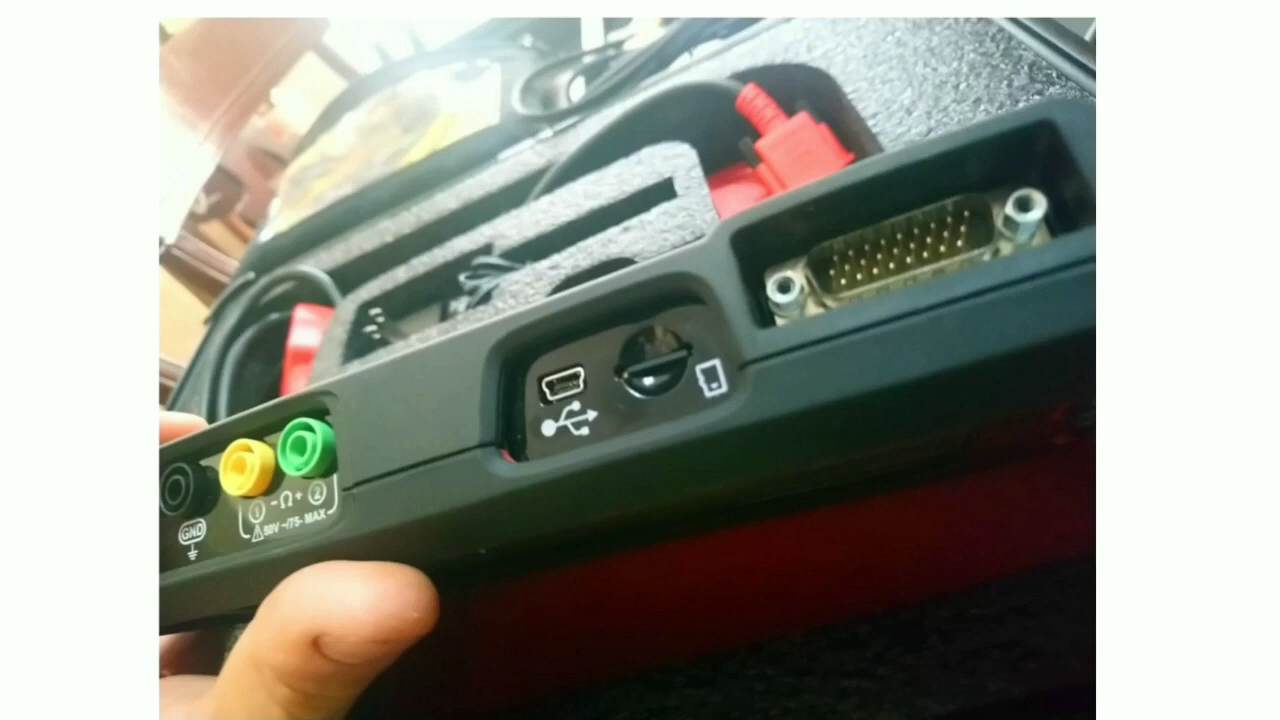 GND
① -Ω+ ②
⚠50V ~/75- MAX